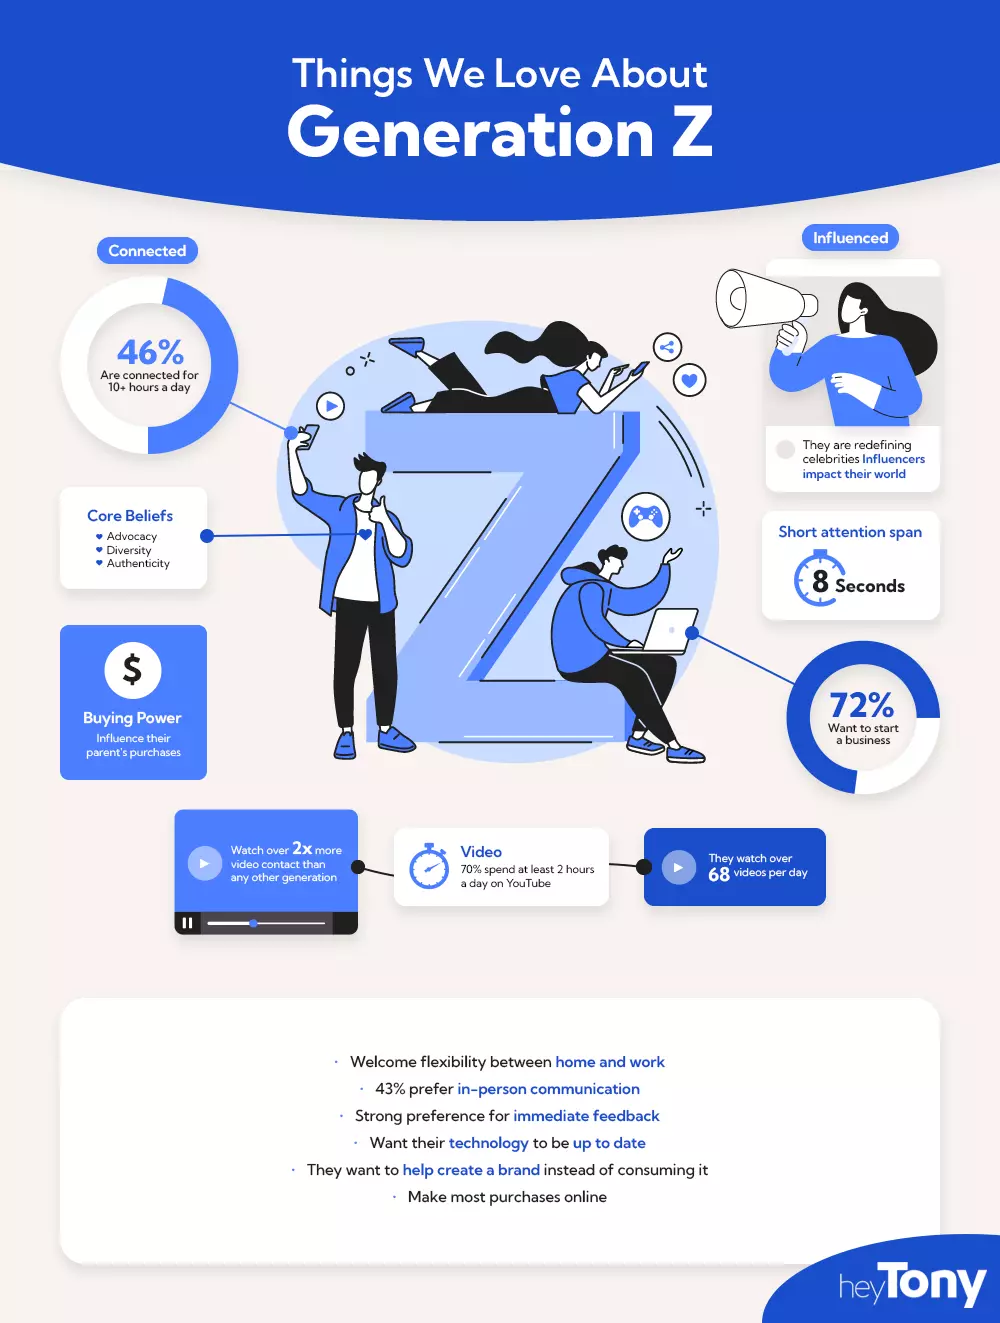 Things We Love About
Generation Z
Connected
46%
Are connected for
10+ hours a day
Influenced
They are redefining
celebrities Influencers
impact their world
Core Beliefs
Advocacy
Diversity
Authenticity
Short attention span
8 Seconds
$
Buying Power
Influence their
parent's purchases
72%
Want to start
a business
Watch over 2x more
video contact than
any other generation
Video
70% spend at least 2 hours
a day on YouTube
They watch over
68 videos per day
· Welcome flexibility between home and work
· 43% prefer in-person communication
· Strong preference for immediate feedback
· Want their technology to be up to date
· They want to help create a brand instead of consuming it
· Make most purchases online
heyTony